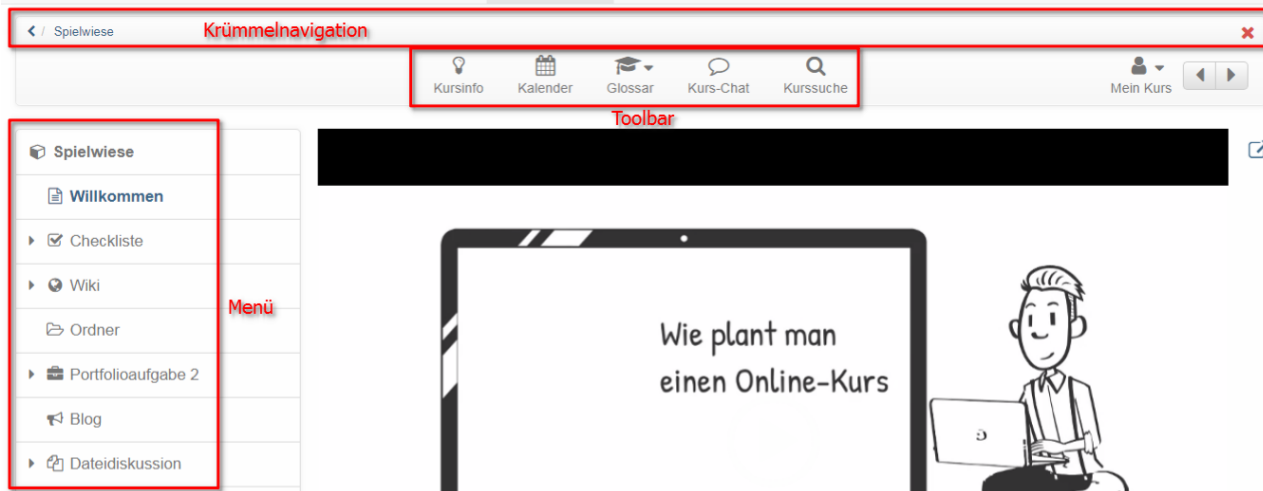 / Spielwiese
Krümmelnavigation
Kursinfo Kalender Glossar Kurs-Chat Kurssuche Mein Kurs
Toolbar
Spielwiese
Willkommen
Checkliste
Wiki
Menü
Ordner
Portfolioaufgabe 2
Blog
Dateidiskussion
Wie plant man
einen Online-Kurs